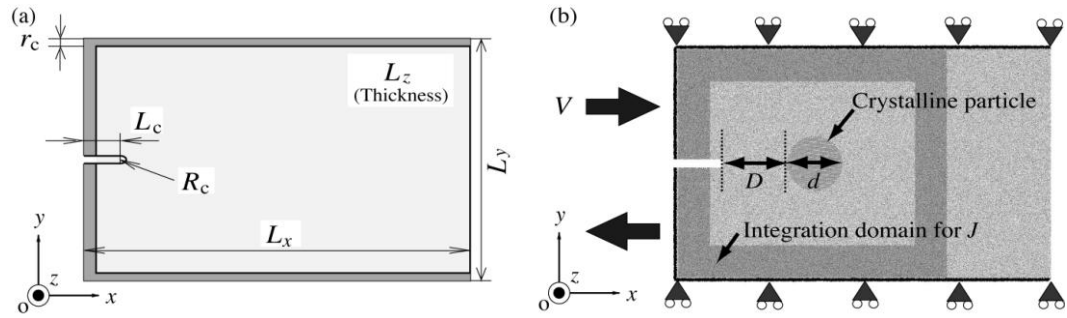 (a)
r_c
L_z
(Thickness)
L_c
R_c
L_y
L_x
y
z
o
x
(b)
V
Crystalline particle
D
d
Integration domain for J
y
z
o
x